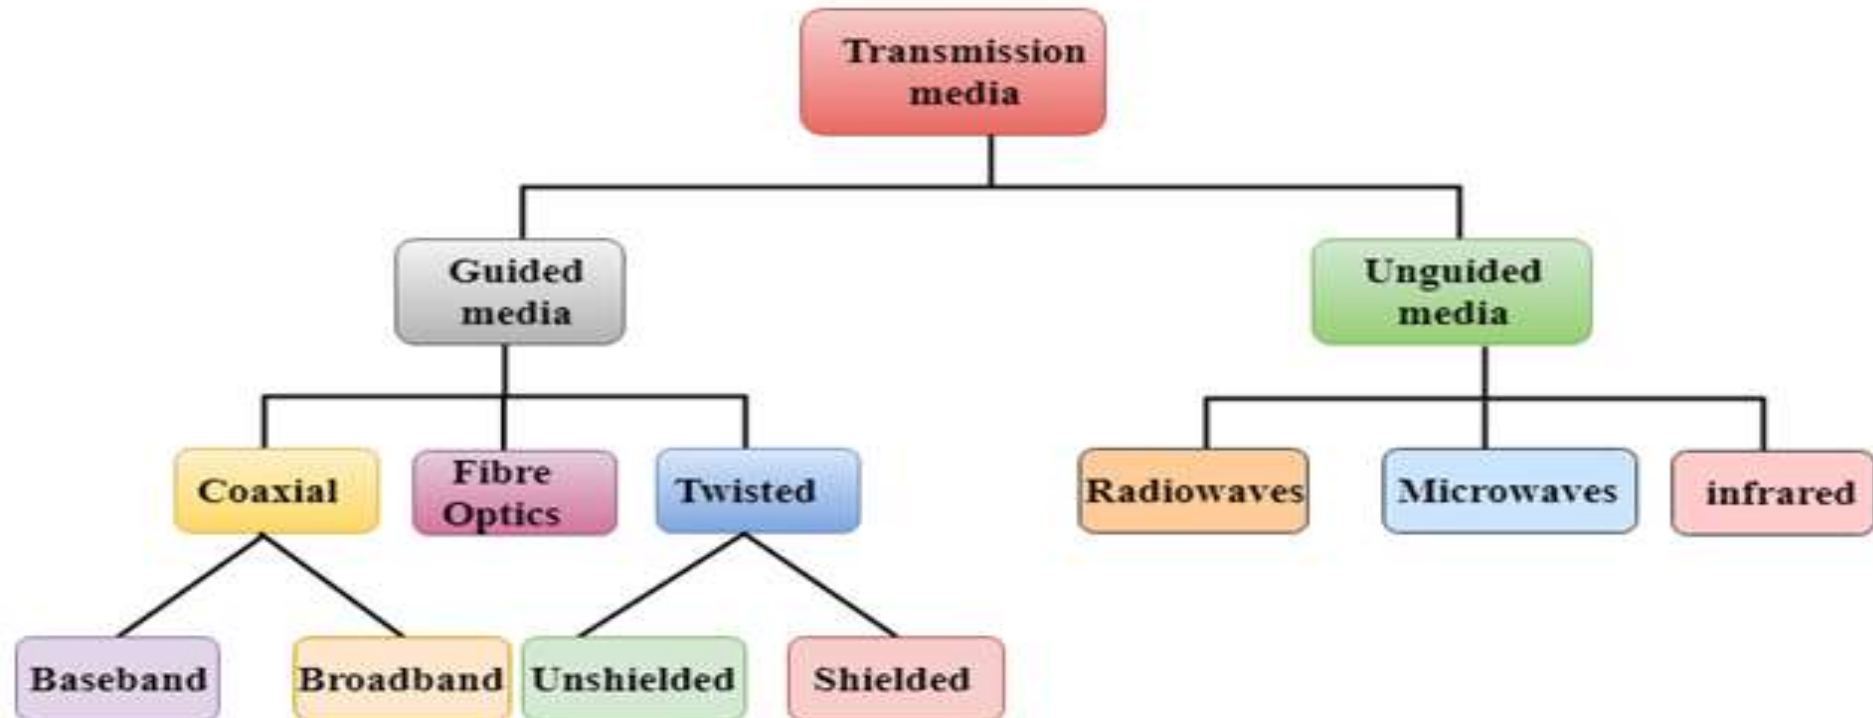 Transmission
media
Guided
media
Unguided
media
Coaxial
Fibre
Optics
Twisted
Radiowaves
Microwaves
infrared
Baseband
Broadband
Unshielded
Shielded